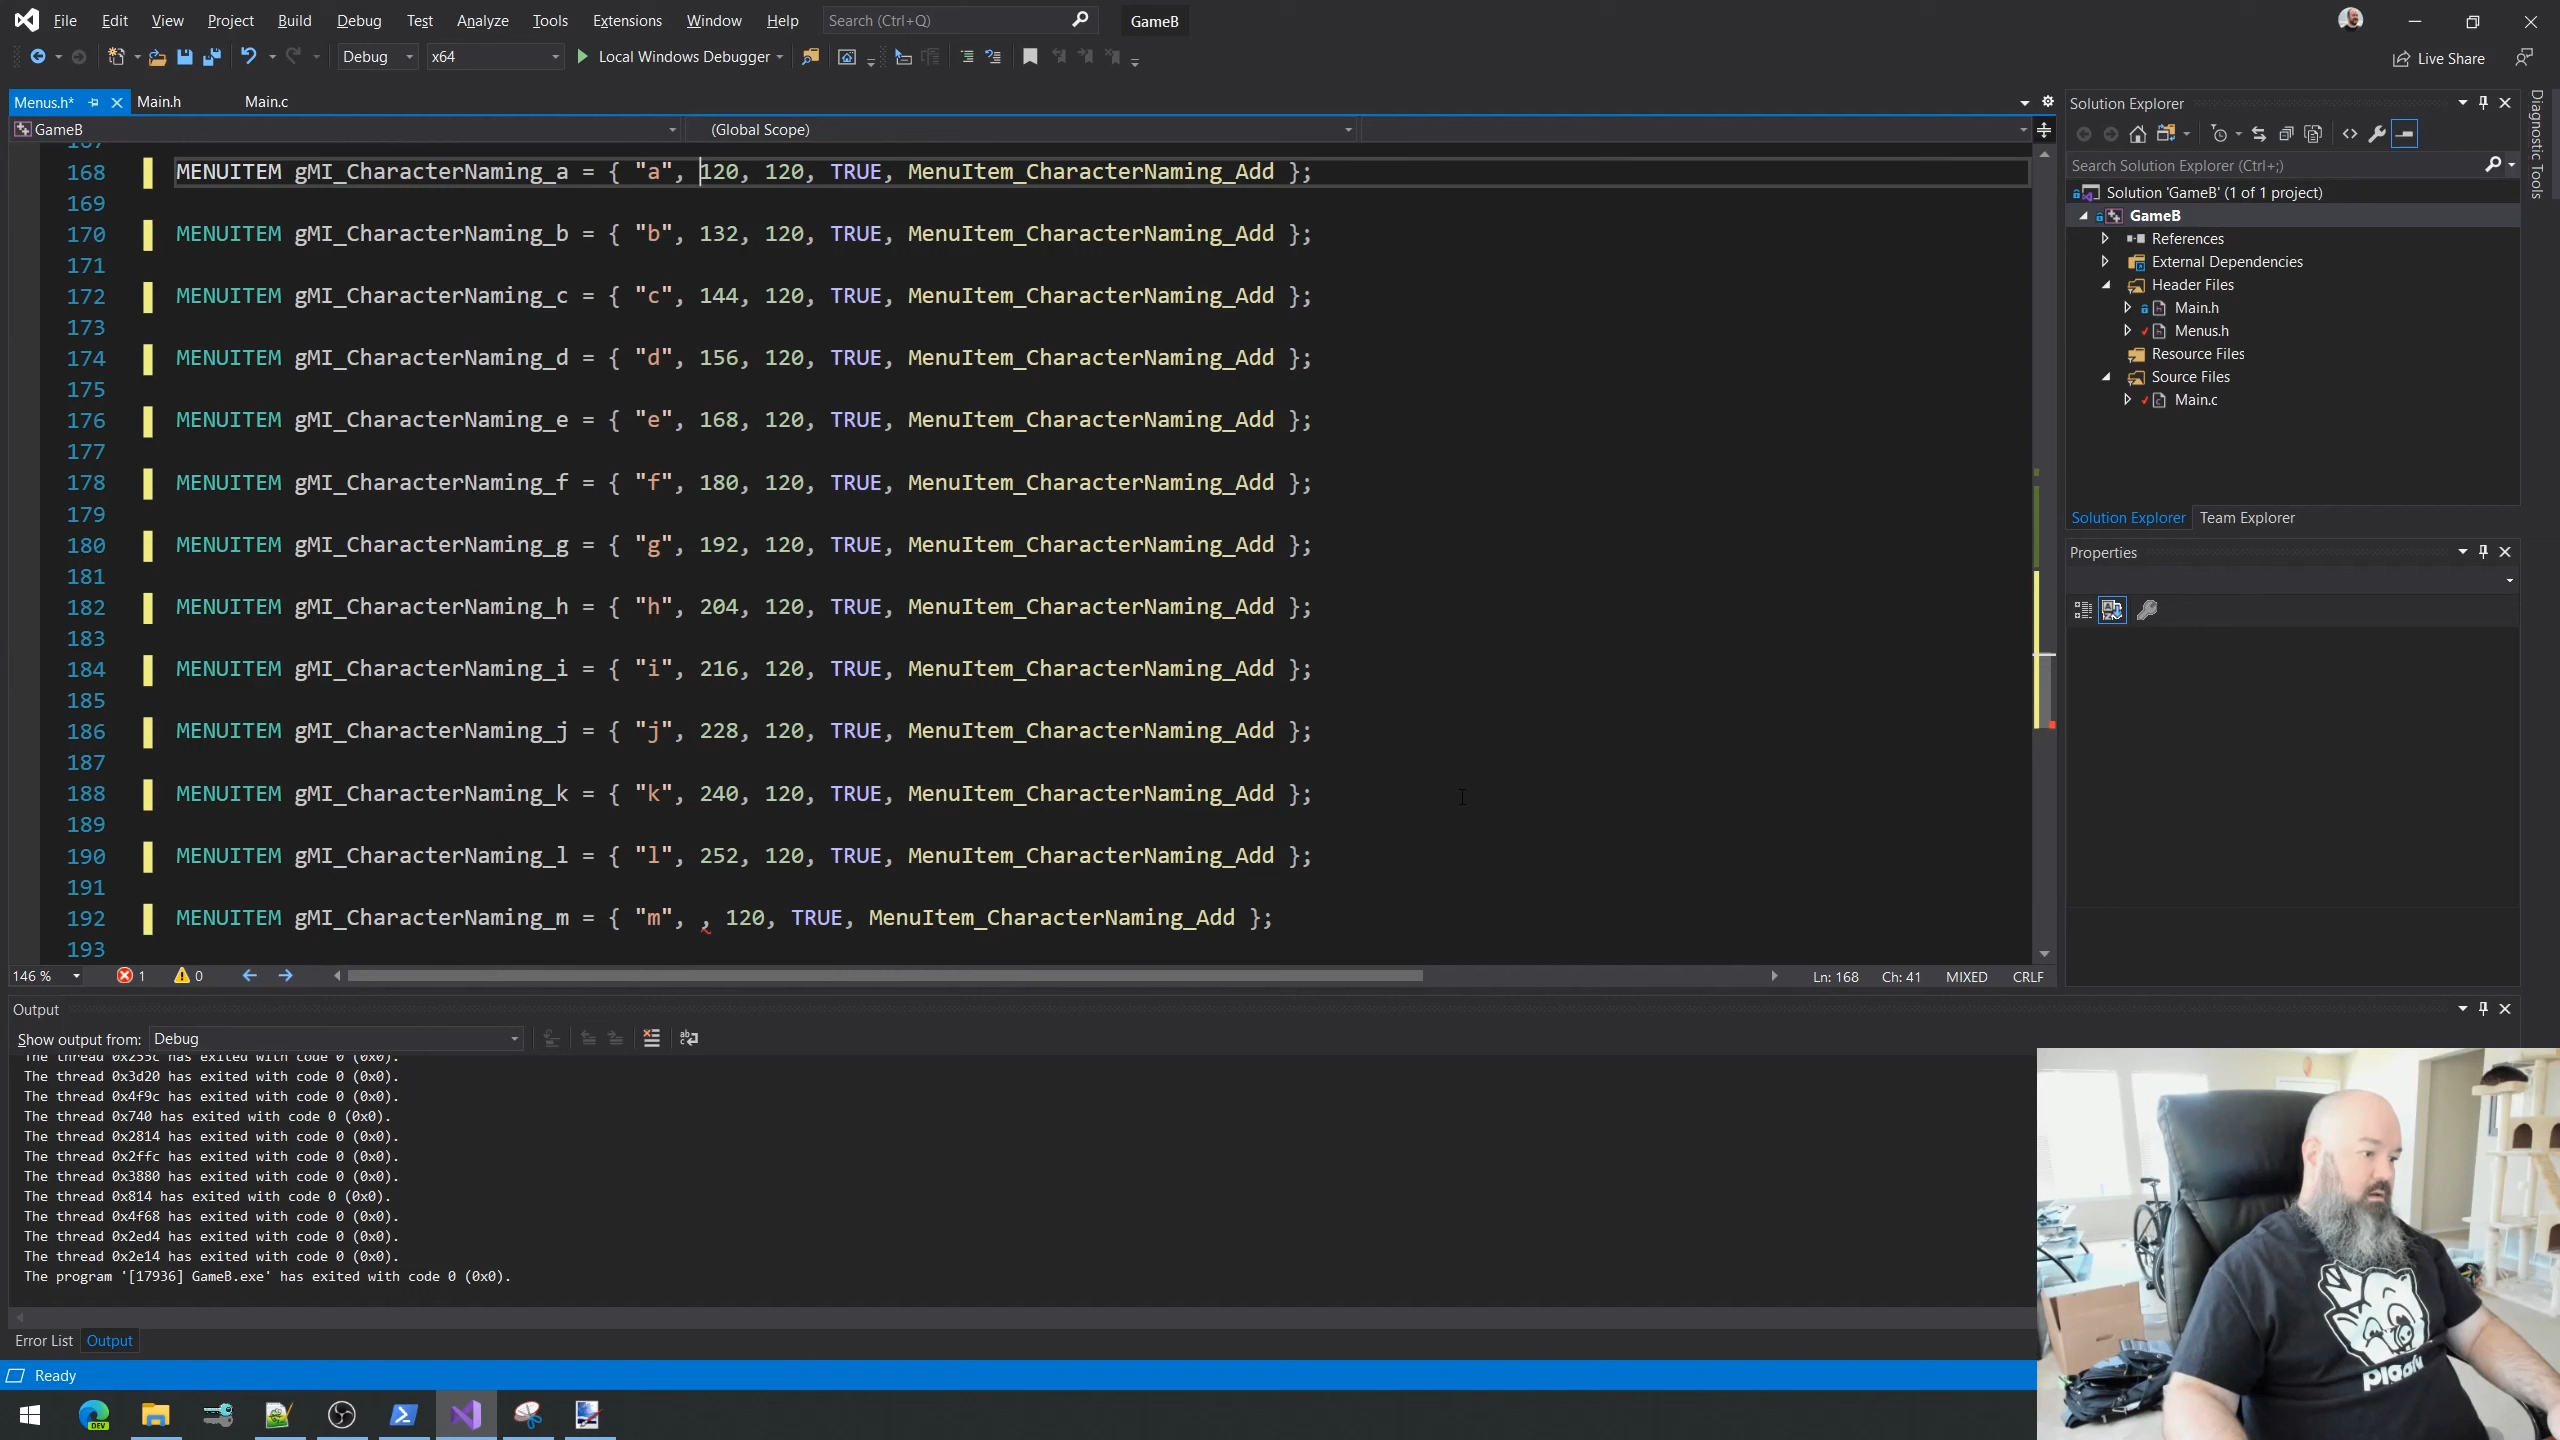 File Edit View Project Build Debug Test Analyze Tools Extensions Window Help Search (Ctrl+Q) GameB
Debug x64 Local Windows Debugger Live Share
Menus.h* Main.h Main.c
GameB (Global Scope)
168 MENUITEM gMI_CharacterNaming_a = { "a", 120, 120, TRUE, MenuItem_CharacterNaming_Add };
169
170 MENUITEM gMI_CharacterNaming_b = { "b", 132, 120, TRUE, MenuItem_CharacterNaming_Add };
171
172 MENUITEM gMI_CharacterNaming_c = { "c", 144, 120, TRUE, MenuItem_CharacterNaming_Add };
173
174 MENUITEM gMI_CharacterNaming_d = { "d", 156, 120, TRUE, MenuItem_CharacterNaming_Add };
175
176 MENUITEM gMI_CharacterNaming_e = { "e", 168, 120, TRUE, MenuItem_CharacterNaming_Add };
177
178 MENUITEM gMI_CharacterNaming_f = { "f", 180, 120, TRUE, MenuItem_CharacterNaming_Add };
179
180 MENUITEM gMI_CharacterNaming_g = { "g", 192, 120, TRUE, MenuItem_CharacterNaming_Add };
181
182 MENUITEM gMI_CharacterNaming_h = { "h", 204, 120, TRUE, MenuItem_CharacterNaming_Add };
183
184 MENUITEM gMI_CharacterNaming_i = { "i", 216, 120, TRUE, MenuItem_CharacterNaming_Add };
185
186 MENUITEM gMI_CharacterNaming_j = { "j", 228, 120, TRUE, MenuItem_CharacterNaming_Add };
187
188 MENUITEM gMI_CharacterNaming_k = { "k", 240, 120, TRUE, MenuItem_CharacterNaming_Add };
189
190 MENUITEM gMI_CharacterNaming_l = { "l", 252, 120, TRUE, MenuItem_CharacterNaming_Add };
191
192 MENUITEM gMI_CharacterNaming_m = { "m", , 120, TRUE, MenuItem_CharacterNaming_Add };
193
146 % 1 0 Ln: 168 Ch: 41 MIXED CRLF
Solution Explorer
Search Solution Explorer (Ctrl+;)
Solution 'GameB' (1 of 1 project)
GameB
References
External Dependencies
Header Files
Main.h
Menus.h
Resource Files
Source Files
Main.c
Solution Explorer Team Explorer
Properties
Diagnostic Tools
Output
Show output from: Debug
The thread 0x255c has exited with code 0 (0x0).
The thread 0x3d20 has exited with code 0 (0x0).
The thread 0x4f9c has exited with code 0 (0x0).
The thread 0x740 has exited with code 0 (0x0).
The thread 0x2814 has exited with code 0 (0x0).
The thread 0x2ffc has exited with code 0 (0x0).
The thread 0x3880 has exited with code 0 (0x0).
The thread 0x814 has exited with code 0 (0x0).
The thread 0x4f68 has exited with code 0 (0x0).
The thread 0x2ed4 has exited with code 0 (0x0).
The thread 0x2e14 has exited with code 0 (0x0).
The program '[17936] GameB.exe' has exited with code 0 (0x0).
Error List Output
Ready
DEV